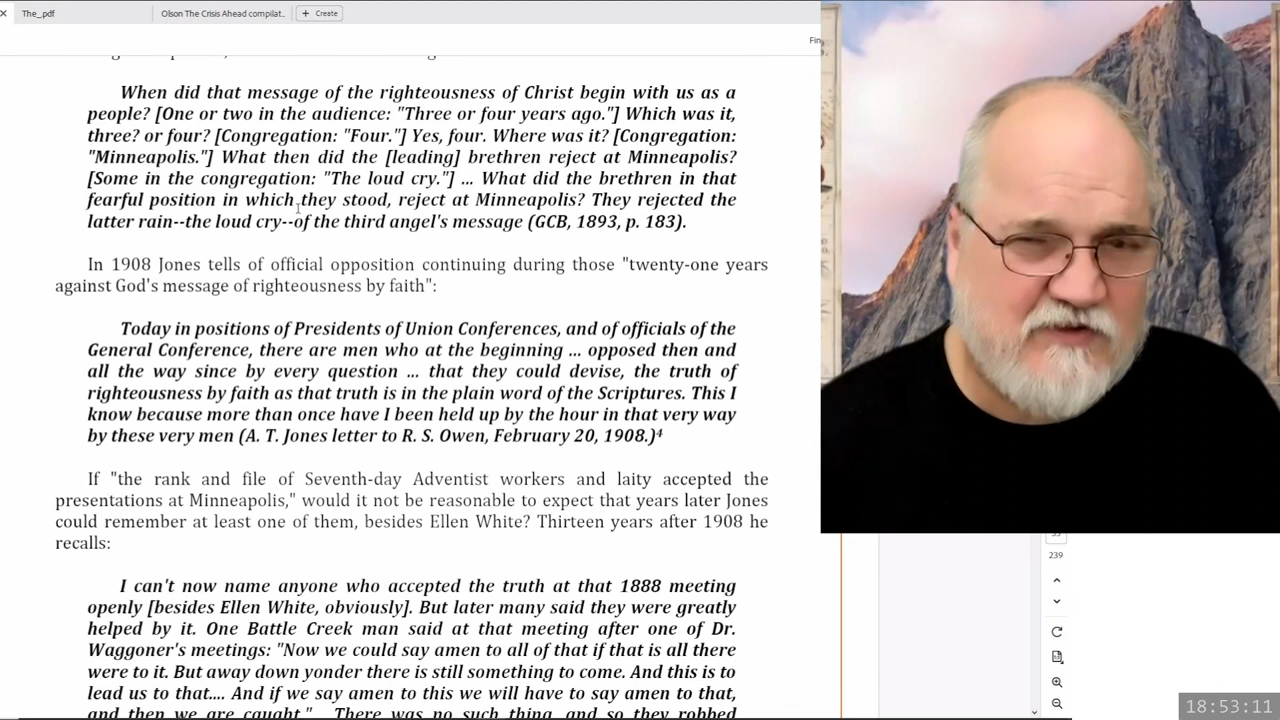 The_.pdf
Olson The Crisis Ahead compilat..
+ Create
When did that message of the righteousness of Christ begin with us as a
people? [One or two in the audience: "Three or four years ago."] Which was it,
three? or four? [Congregation: "Four."] Yes, four. Where was it? [Congregation:
"Minneapolis."] What then did the [leading] brethren reject at Minneapolis?
[Some in the congregation: "The loud cry."] ... What did the brethren in that
fearful position in which they stood, reject at Minneapolis? They rejected the
latter rain--the loud cry--of the third angel's message (GCB, 1893, p. 183).
In 1908 Jones tells of official opposition continuing during those "twenty-one years
against God's message of righteousness by faith":
Today in positions of Presidents of Union Conferences, and of officials of the
General Conference, there are men who at the beginning ... opposed then and
all the way since by every question ... that they could devise, the truth of
righteousness by faith as that truth is in the plain word of the Scriptures. This I
know because more than once have I been held up by the hour in that very way
by these very men (A. T. Jones letter to R. S. Owen, February 20, 1908.)⁴
If "the rank and file of Seventh-day Adventist workers and laity accepted the
presentations at Minneapolis," would it not be reasonable to expect that years later Jones
could remember at least one of them, besides Ellen White? Thirteen years after 1908 he
recalls:
I can't now name anyone who accepted the truth at that 1888 meeting
openly [besides Ellen White, obviously]. But later many said they were greatly
helped by it. One Battle Creek man said at that meeting after one of Dr.
Waggoner's meetings: "Now we could say amen to all of that if that is all there
were to it. But away down yonder there is still something to come. And this is to
lead us to that.... And if we say amen to this we will have to say amen to that,
and then we are caught." ... There was no such thing, and so they robbed
239
18:53:11